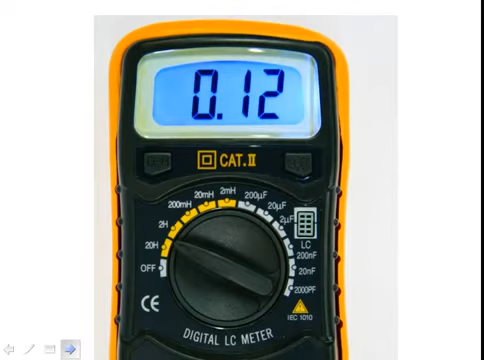 0.12
CAT.II
2mH
20mH
200µF
200mH
20µF
2H
2µF
20H
LC
200nF
OFF
20nF
2000PF
CE
IEC 1010
DIGITAL LC METER